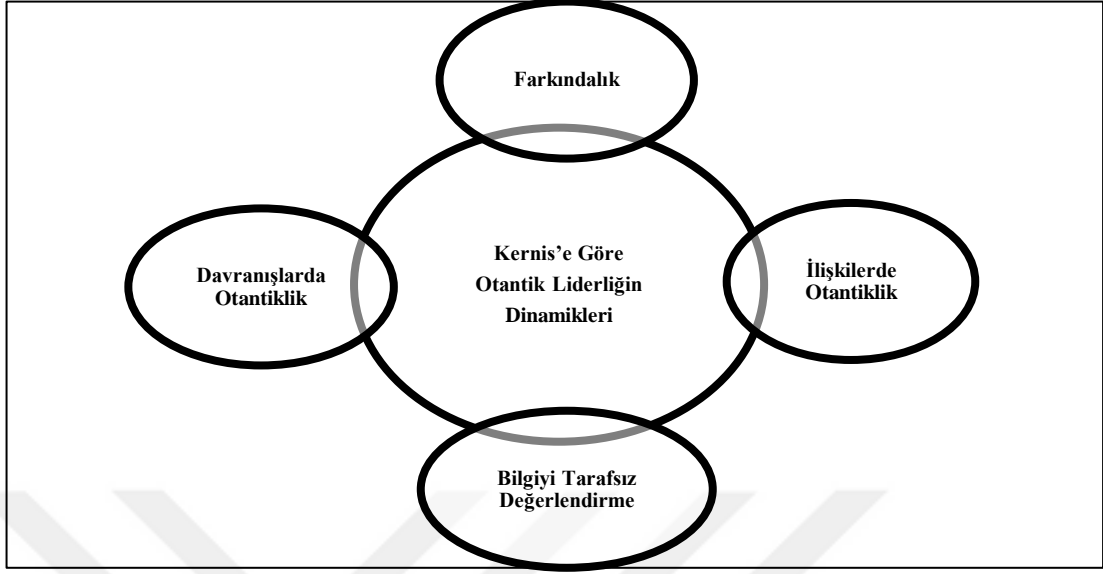 Farkındalık
Kernis’e Göre
Otantik Liderliğin
Dinamikleri
Davranışlarda
Otantiklik
İlişkilerde
Otantiklik
Bilgiyi Tarafsız
Değerlendirme